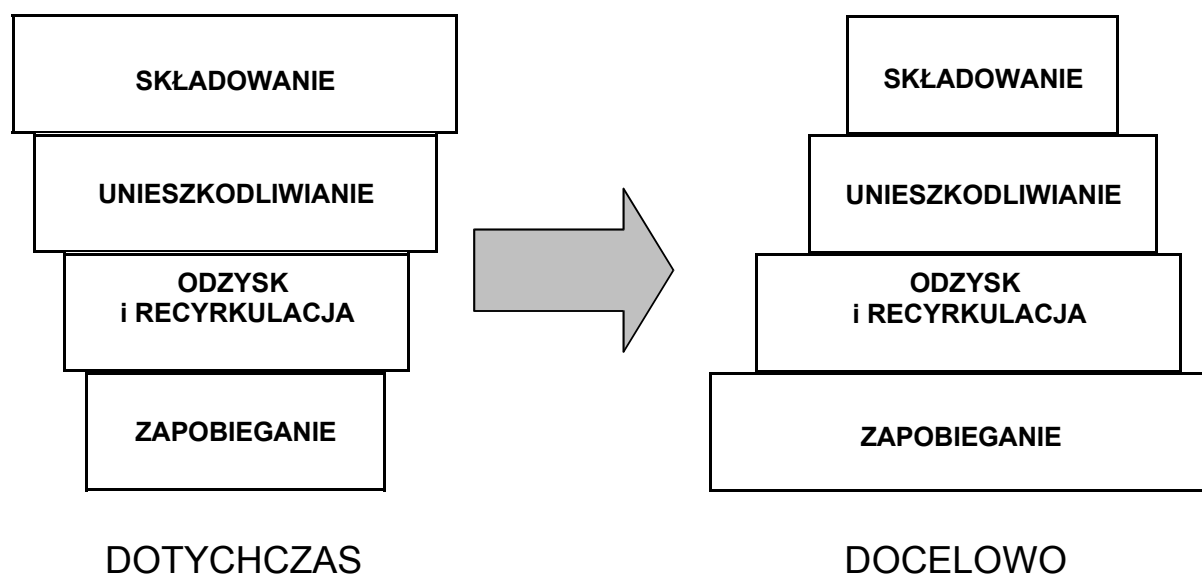 SKŁADOWANIE
UNIESZKODLIWIANIE
ODZYSK
i RECYRKULACJA
ZAPOBIEGANIE
DOTYCHCZAS
SKŁADOWANIE
UNIESZKODLIWIANIE
ODZYSK
i RECYRKULACJA
ZAPOBIEGANIE
DOCELOWO